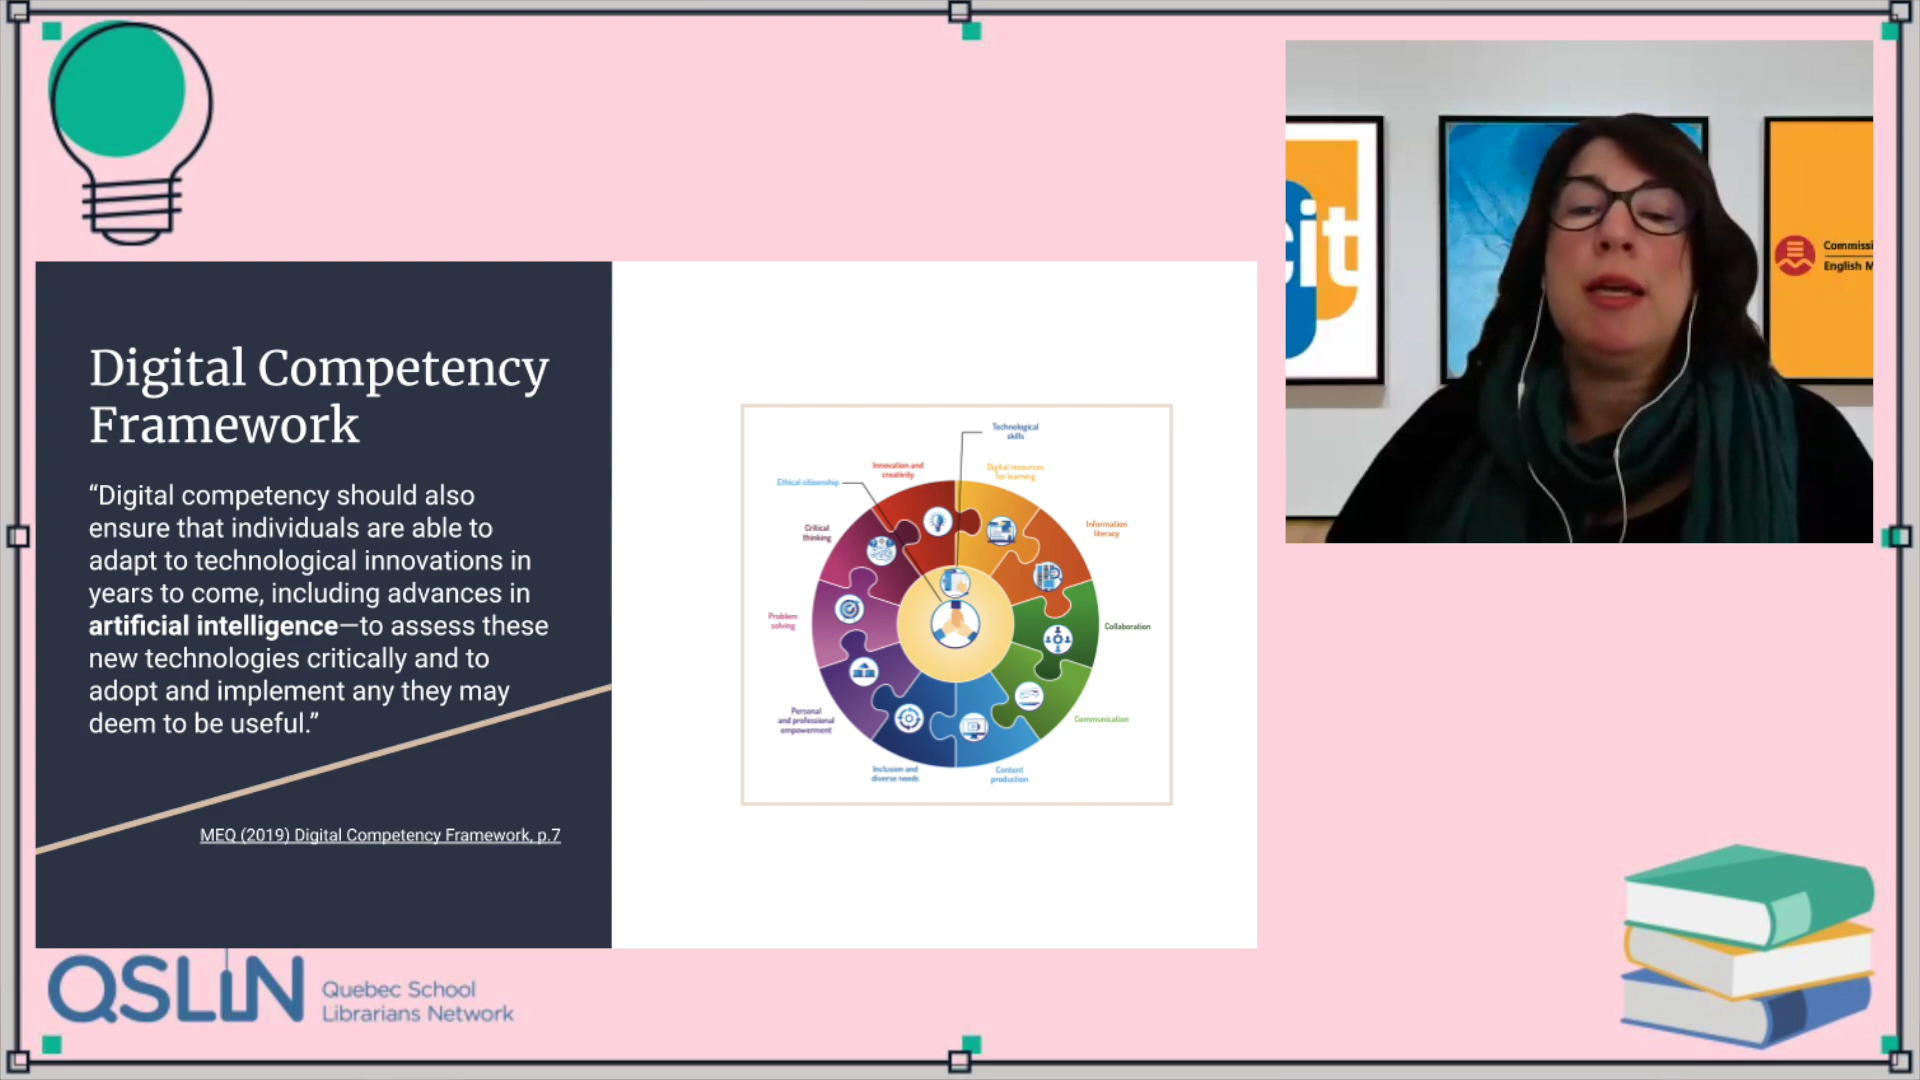 Digital Competency
Framework
“Digital competency should also
ensure that individuals are able to
adapt to technological innovations in
years to come, including advances in
artificial intelligence—to assess these
new technologies critically and to
adopt and implement any they may
deem to be useful.”
MEQ (2019) Digital Competency Framework, p.7
Technological
skills
Innovation and
creativity
Digital resources
for learning
Ethical citizenship
Critical
thinking
Information
literacy
Problem
solving
Collaboration
Personal
and professional
empowerment
Communication
Inclusion and
diverse needs
Content
production
cit
Commissi
English M
QSLiN
Quebec School
Librarians Network